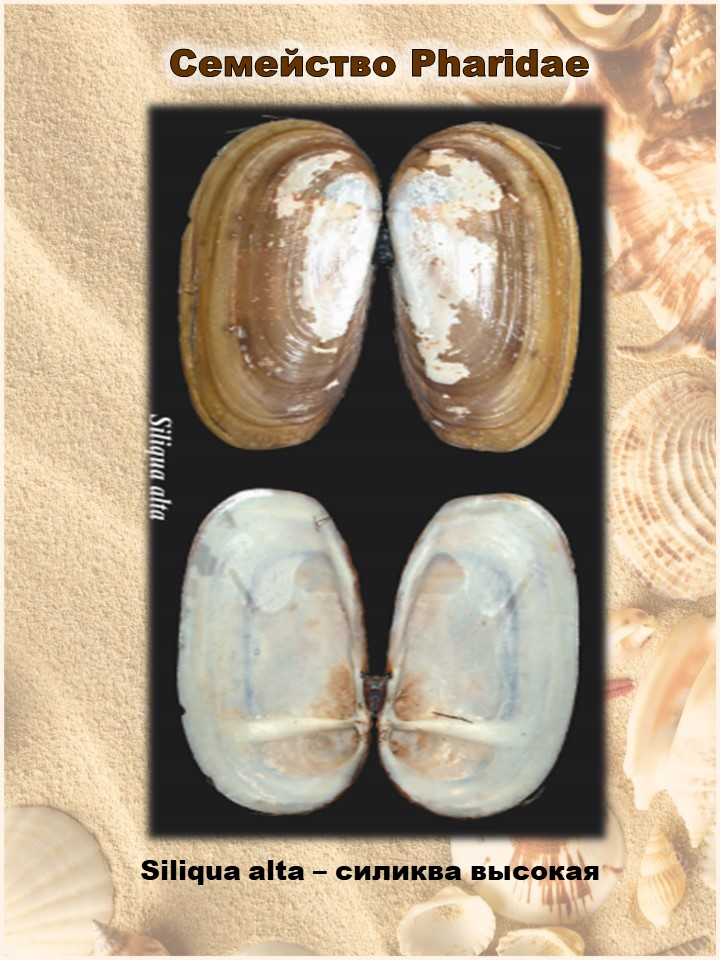 Семейство Pharidae
Siliqua alta
Siliqua alta – силиква высокая